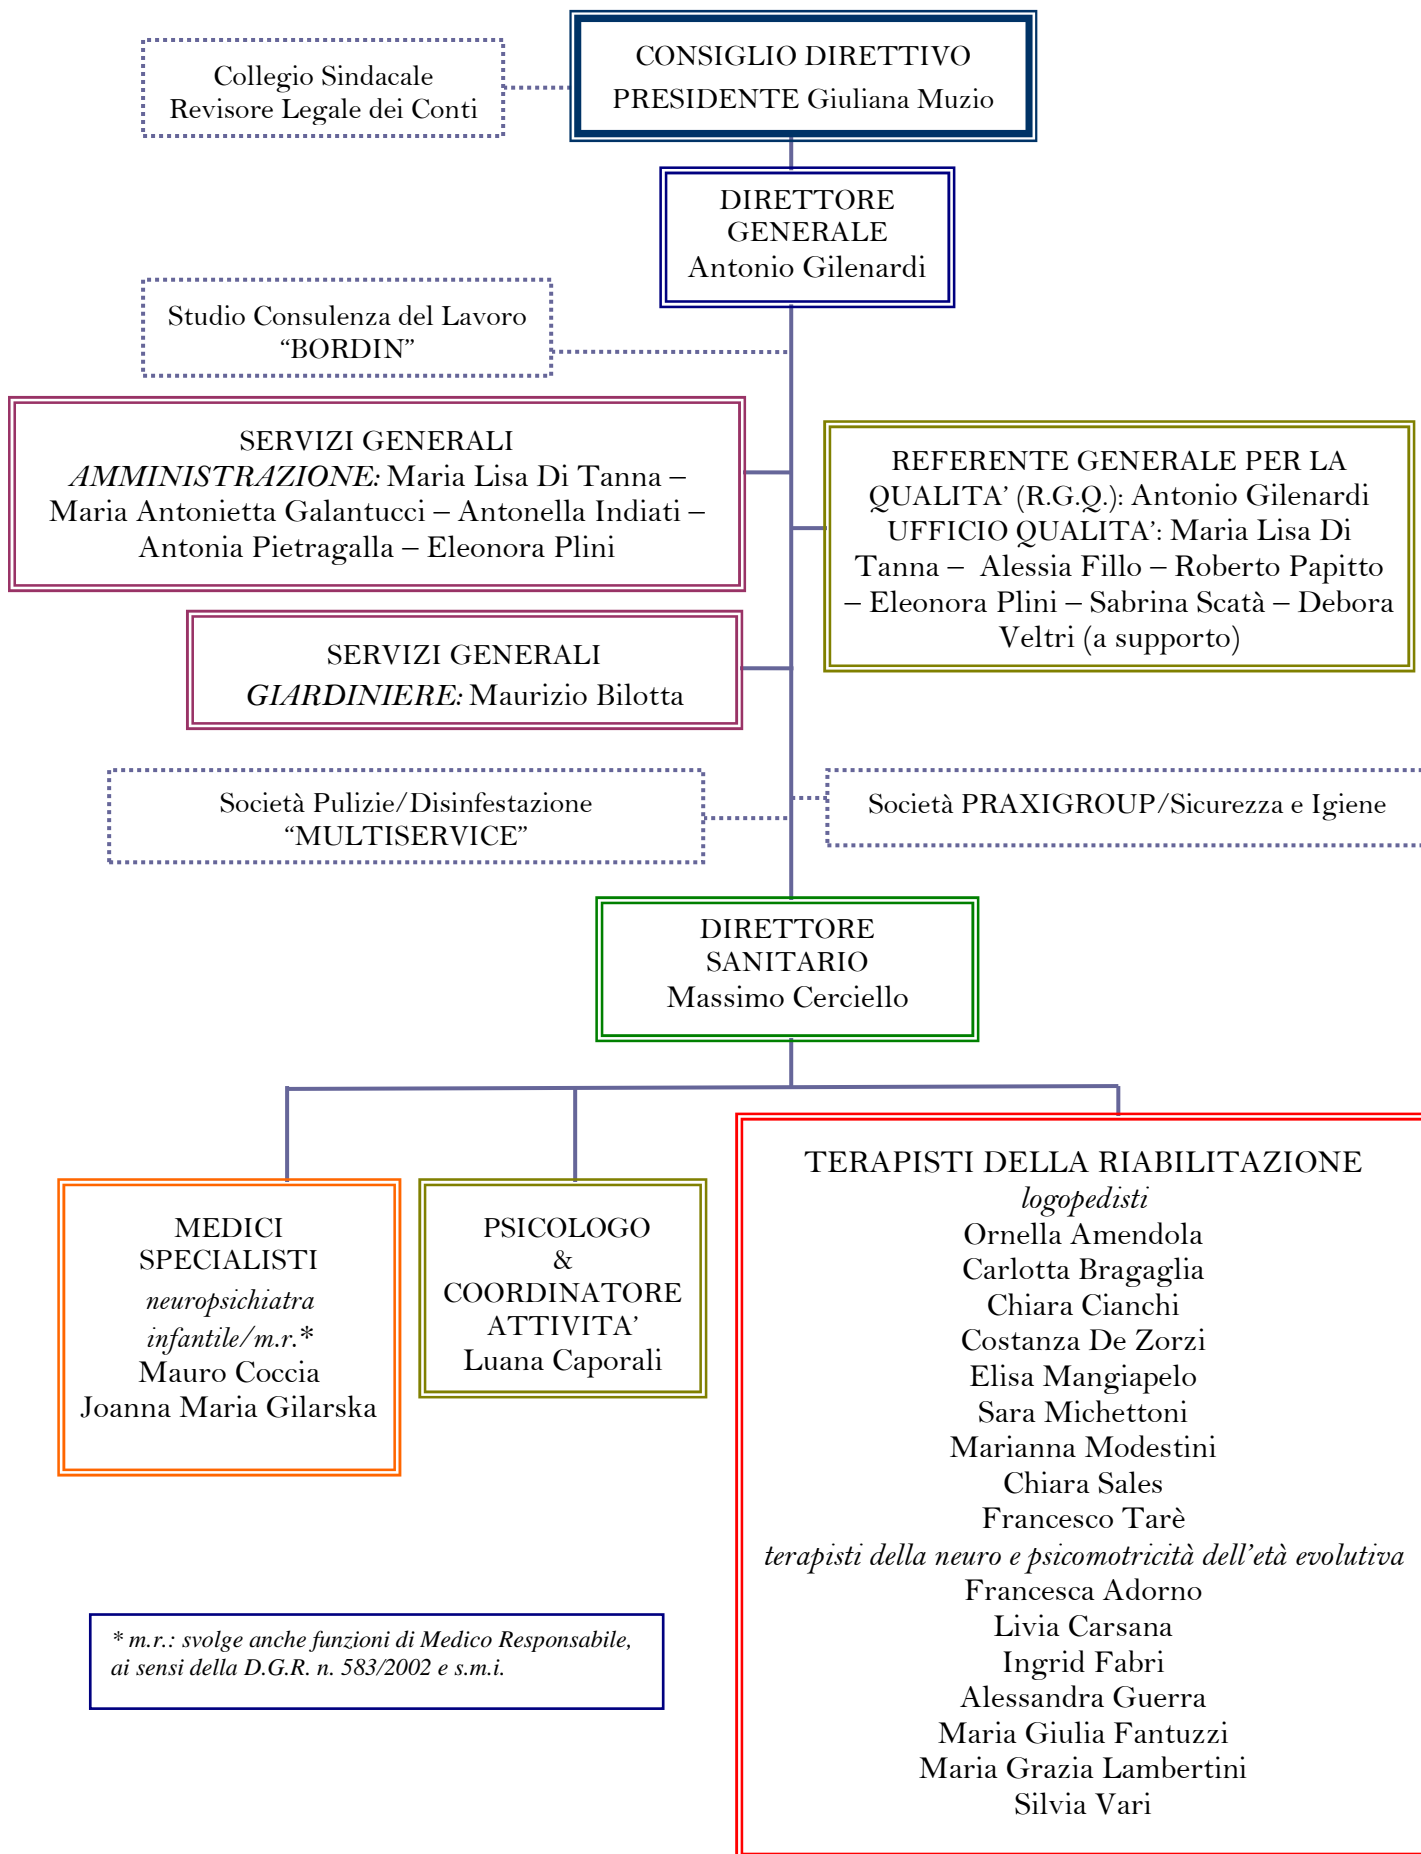 CONSIGLIO DIRETTIVO
PRESIDENTE Giuliana Muzio
Collegio Sindacale
Revisore Legale dei Conti
DIRETTORE
GENERALE
Antonio Gilenardi
Studio Consulenza del Lavoro
“BORDIN”
SERVIZI GENERALI
AMMINISTRAZIONE: Maria Lisa Di Tanna –
Maria Antonietta Galantucci – Antonella Indiati –
Antonia Pietragalla – Eleonora Plini
REFERENTE GENERALE PER LA
QUALITA’ (R.G.Q.): Antonio Gilenardi
UFFICIO QUALITA’: Maria Lisa Di
Tanna – Alessia Fillo – Roberto Papitto
– Eleonora Plini – Sabrina Scatà – Debora
Veltri (a supporto)
SERVIZI GENERALI
GIARDINIERE: Maurizio Bilotta
Società Pulizie/Disinfestazione
“MULTISERVICE”
Società PRAXIGROUP/Sicurezza e Igiene
DIRETTORE
SANITARIO
Massimo Cerciello
MEDICI
SPECIALISTI
neuropsichiatra
infantile/m.r.*
Mauro Coccia
Joanna Maria Gilarska
PSICOLOGO
&
COORDINATORE
ATTIVITA’
Luana Caporali
TERAPISTI DELLA RIABILITAZIONE
logopedisti
Ornella Amendola
Carlotta Bragaglia
Chiara Cianchi
Costanza De Zorzi
Elisa Mangiapelo
Sara Michettoni
Marianna Modestini
Chiara Sales
Francesco Tarè
terapisti della neuro e psicomotricità dell’età evolutiva
Francesca Adorno
Livia Carsana
Ingrid Fabri
Alessandra Guerra
Maria Giulia Fantuzzi
Maria Grazia Lambertini
Silvia Vari
* m.r.: svolge anche funzioni di Medico Responsabile,
ai sensi della D.G.R. n. 583/2002 e s.m.i.